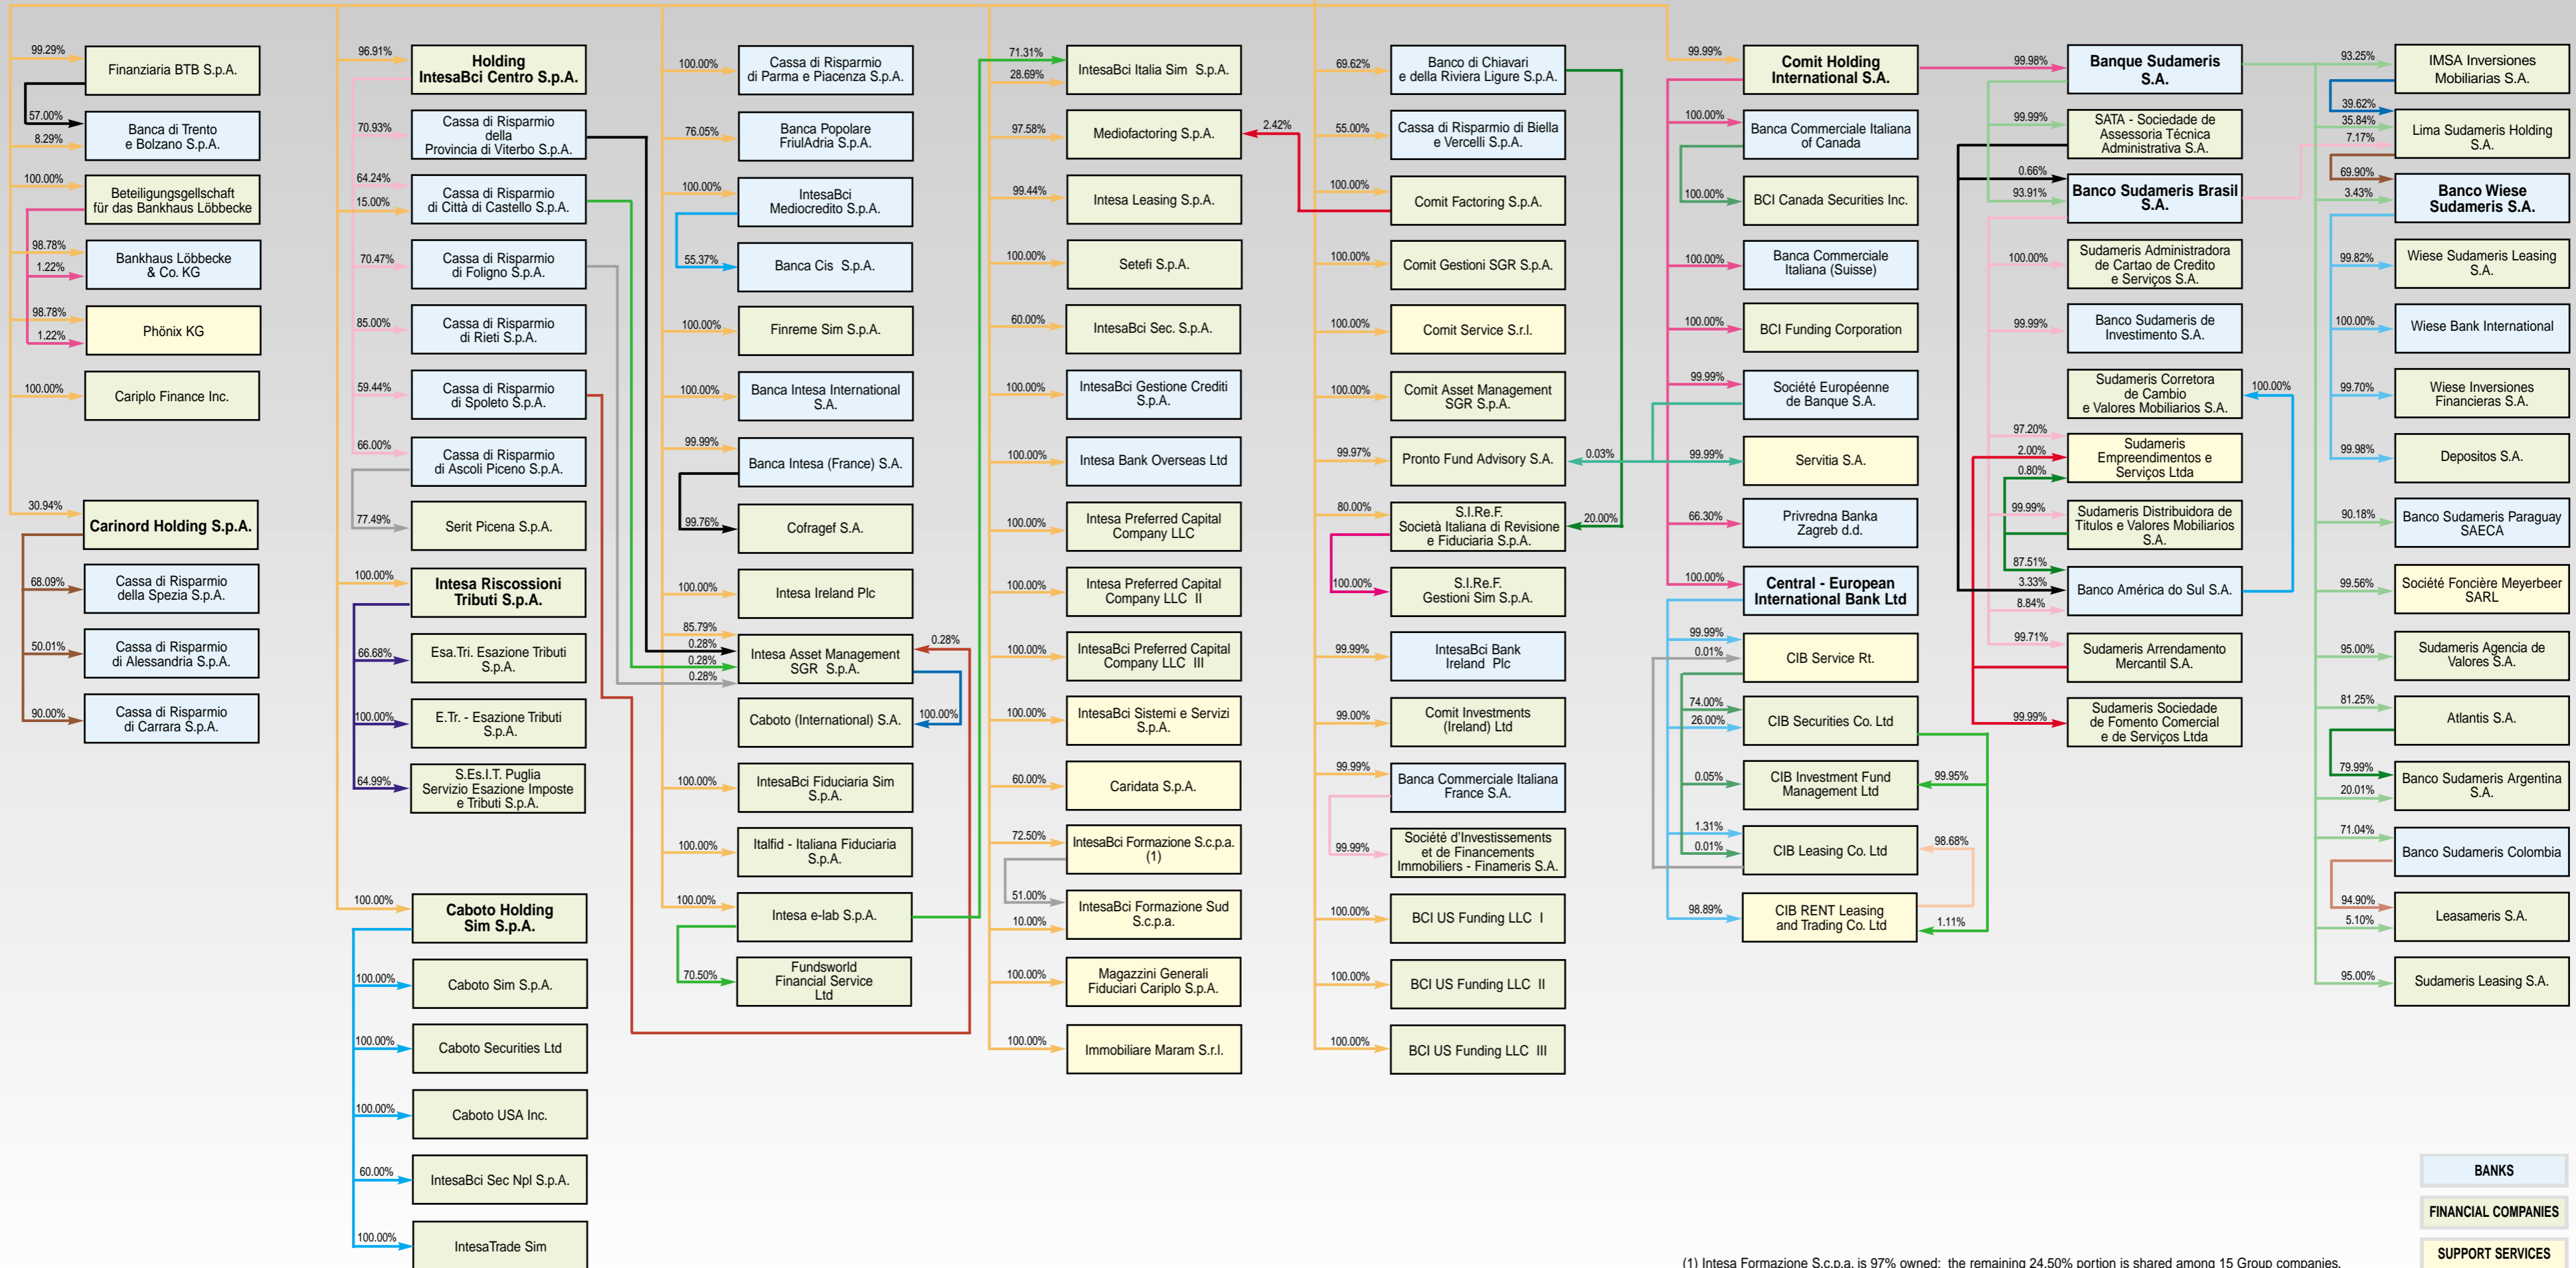 99.29%
Finanziaria BTB S.p.A.
57.00%
8.29%
Banca di Trento
e Bolzano S.p.A.
100.00%
Beteiligungsgellschaft
für das Bankhaus Löbbecke
98.78%
1.22%
Bankhaus Löbbecke
& Co. KG
98.78%
1.22%
Phönix KG
100.00%
Cariplo Finance Inc.
30.94%
Carinord Holding S.p.A.
68.09%
Cassa di Risparmio
della Spezia S.p.A.
50.01%
Cassa di Risparmio
di Alessandria S.p.A.
90.00%
Cassa di Risparmio
di Carrara S.p.A.
96.91%
Holding
IntesaBci Centro S.p.A.
70.93%
Cassa di Risparmio
della
Provincia di Viterbo S.p.A.
64.24%
15.00%
Cassa di Risparmio
di Città di Castello S.p.A.
70.47%
Cassa di Risparmio
di Foligno S.p.A.
85.00%
Cassa di Risparmio
di Rieti S.p.A.
59.44%
Cassa di Risparmio
di Spoleto S.p.A.
66.00%
Cassa di Risparmio
di Ascoli Piceno S.p.A.
77.49%
Serit Picena S.p.A.
100.00%
Intesa Riscossioni
Tributi S.p.A.
66.68%
Esa.Tri. Esazione Tributi
S.p.A.
100.00%
E.Tr. - Esazione Tributi
S.p.A.
64.99%
S.Es.I.T. Puglia
Servizio Esazione Imposte
e Tributi S.p.A.
100.00%
Caboto Holding
Sim S.p.A.
100.00%
Caboto Sim S.p.A.
100.00%
Caboto Securities Ltd
100.00%
Caboto USA Inc.
60.00%
IntesaBci Sec Npl S.p.A.
100.00%
IntesaTrade Sim
100.00%
Cassa di Risparmio
di Parma e Piacenza S.p.A.
76.05%
Banca Popolare
FriulAdria S.p.A.
100.00%
IntesaBci
Mediocredito S.p.A.
55.37%
Banca Cis S.p.A.
100.00%
Finreme Sim S.p.A.
100.00%
Banca Intesa International
S.A.
99.99%
Banca Intesa (France) S.A.
99.76%
Cofragef S.A.
100.00%
Intesa Ireland Plc
85.79%
0.28%
0.28%
0.28%
Intesa Asset Management
SGR S.p.A.
0.28%
Caboto (International) S.A.
100.00%
100.00%
IntesaBci Fiduciaria Sim
S.p.A.
100.00%
Italfid - Italiana Fiduciaria
S.p.A.
100.00%
Intesa e-lab S.p.A.
70.50%
Fundsworld
Financial Service
Ltd
71.31%
28.69%
IntesaBci Italia Sim S.p.A.
97.58%
Mediofactoring S.p.A.
2.42%
99.44%
Intesa Leasing S.p.A.
100.00%
Setefi S.p.A.
60.00%
IntesaBci Sec. S.p.A.
100.00%
IntesaBci Gestione Crediti
S.p.A.
100.00%
Intesa Bank Overseas Ltd
100.00%
Intesa Preferred Capital
Company LLC
100.00%
Intesa Preferred Capital
Company LLC II
100.00%
IntesaBci Preferred Capital
Company LLC III
100.00%
IntesaBci Sistemi e Servizi
S.p.A.
60.00%
Caridata S.p.A.
72.50%
IntesaBci Formazione S.c.p.a.
(1)
51.00%
10.00%
IntesaBci Formazione Sud
S.c.p.a.
100.00%
Magazzini Generali
Fiduciari Cariplo S.p.A.
100.00%
Immobiliare Maram S.r.l.
69.62%
Banco di Chiavari
e della Riviera Ligure S.p.A.
55.00%
Cassa di Risparmio di Biella
e Vercelli S.p.A.
100.00%
Comit Factoring S.p.A.
100.00%
Comit Gestioni SGR S.p.A.
100.00%
Comit Service S.r.l.
100.00%
Comit Asset Management
SGR S.p.A.
99.97%
Pronto Fund Advisory S.A.
0.03%
80.00%
S.I.Re.F.
Società Italiana di Revisione
e Fiduciaria S.p.A.
20.00%
100.00%
S.I.Re.F.
Gestioni Sim S.p.A.
99.99%
IntesaBci Bank
Ireland Plc
99.00%
Comit Investments
(Ireland) Ltd
99.99%
Banca Commerciale Italiana
France S.A.
99.99%
Société d'Investissements
et de Financements
Immobiliers - Finameris S.A.
100.00%
BCI US Funding LLC I
100.00%
BCI US Funding LLC II
100.00%
BCI US Funding LLC III
99.99%
Comit Holding
International S.A.
100.00%
Banca Commerciale Italiana
of Canada
100.00%
BCI Canada Securities Inc.
100.00%
Banca Commerciale
Italiana (Suisse)
100.00%
BCI Funding Corporation
99.99%
Société Européenne
de Banque S.A.
99.99%
Servitia S.A.
66.30%
Privredna Banka
Zagreb d.d.
100.00%
Central - European
International Bank Ltd
99.99%
0.01%
CIB Service Rt.
74.00%
26.00%
CIB Securities Co. Ltd
0.05%
CIB Investment Fund
Management Ltd
99.95%
1.31%
0.01%
CIB Leasing Co. Ltd
98.68%
98.89%
CIB RENT Leasing
and Trading Co. Ltd
1.11%
99.98%
Banque Sudameris
S.A.
99.99%
SATA - Sociedade de
Assessoria Técnica
Administrativa S.A.
0.66%
93.91%
Banco Sudameris Brasil
S.A.
100.00%
Sudameris Administradora
de Cartao de Credito
e Serviços S.A.
99.99%
Banco Sudameris de
Investimento S.A.
Sudameris Corretora
de Cambio
e Valores Mobiliarios S.A.
100.00%
97.20%
2.00%
0.80%
Sudameris
Empreendimentos e
Serviços Ltda
99.99%
Sudameris Distribuidora de
Titulos e Valores Mobiliarios
S.A.
87.51%
3.33%
8.84%
Banco América do Sul S.A.
99.71%
Sudameris Arrendamento
Mercantil S.A.
99.99%
Sudameris Sociedade
de Fomento Comercial
e de Serviços Ltda
93.25%
IMSA Inversiones
Mobiliarias S.A.
39.62%
35.84%
7.17%
Lima Sudameris Holding
S.A.
69.90%
3.43%
Banco Wiese
Sudameris S.A.
99.82%
Wiese Sudameris Leasing
S.A.
100.00%
Wiese Bank International
99.70%
Wiese Inversiones
Financieras S.A.
99.98%
Depositos S.A.
90.18%
Banco Sudameris Paraguay
SAECA
99.56%
Société Foncière Meyerbeer
SARL
95.00%
Sudameris Agencia de
Valores S.A.
81.25%
Atlantis S.A.
79.99%
20.01%
Banco Sudameris Argentina
S.A.
71.04%
Banco Sudameris Colombia
94.90%
5.10%
Leasameris S.A.
95.00%
Sudameris Leasing S.A.
BANKS
FINANCIAL COMPANIES
SUPPORT SERVICES
(1) Intesa Formazione S.c.p.a. is 97% owned; the remaining 24.50% portion is shared among 15 Group companies.